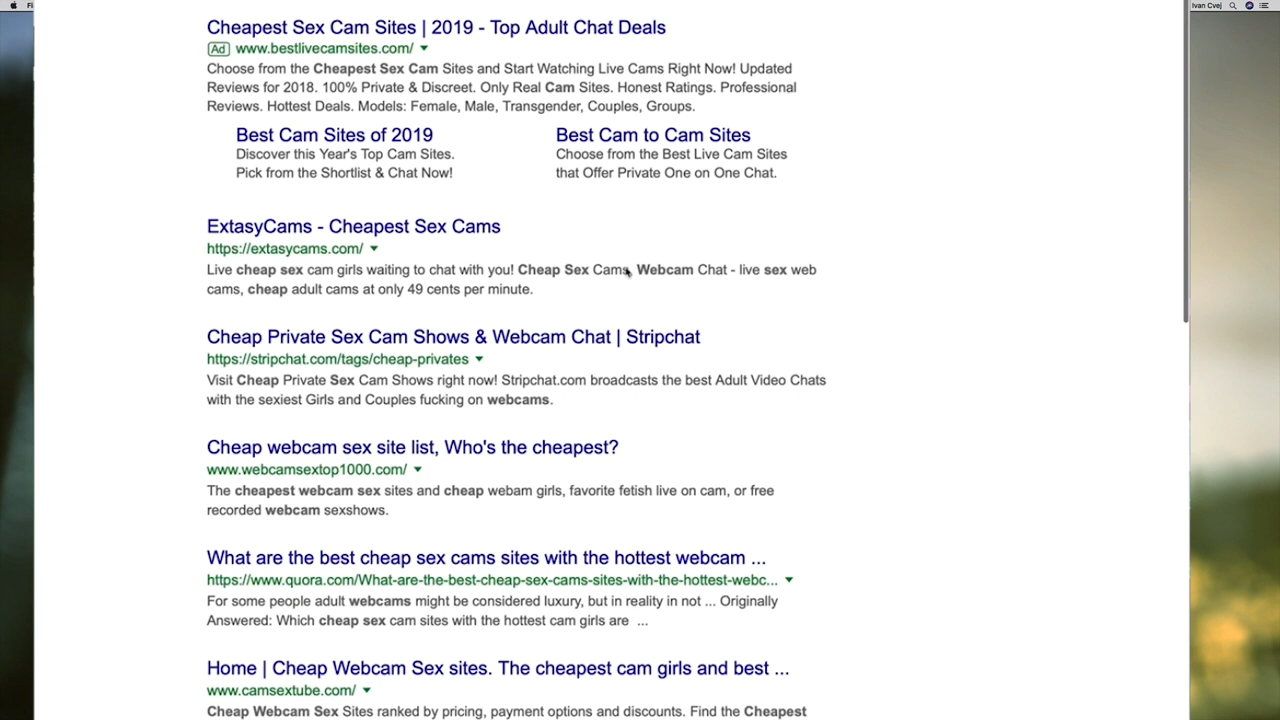 Fi
Ivan Cvej
Cheapest Sex Cam Sites | 2019 - Top Adult Chat Deals
Ad www.bestlivecamsites.com/
Choose from the Cheapest Sex Cam Sites and Start Watching Live Cams Right Now! Updated
Reviews for 2018. 100% Private & Discreet. Only Real Cam Sites. Honest Ratings. Professional
Reviews. Hottest Deals. Models: Female, Male, Transgender, Couples, Groups.
Best Cam Sites of 2019
Discover this Year's Top Cam Sites.
Pick from the Shortlist & Chat Now!
Best Cam to Cam Sites
Choose from the Best Live Cam Sites
that Offer Private One on One Chat.
ExtasyCams - Cheapest Sex Cams
https://extasycams.com/
Live cheap sex cam girls waiting to chat with you! Cheap Sex Cams, Webcam Chat - live sex web
cams, cheap adult cams at only 49 cents per minute.
Cheap Private Sex Cam Shows & Webcam Chat | Stripchat
https://stripchat.com/tags/cheap-privates
Visit Cheap Private Sex Cam Shows right now! Stripchat.com broadcasts the best Adult Video Chats
with the sexiest Girls and Couples fucking on webcams.
Cheap webcam sex site list, Who's the cheapest?
www.webcamsextop1000.com/
The cheapest webcam sex sites and cheap webam girls, favorite fetish live on cam, or free
recorded webcam sexshows.
What are the best cheap sex cams sites with the hottest webcam ...
https://www.quora.com/What-are-the-best-cheap-sex-cams-sites-with-the-hottest-webc...
For some people adult webcams might be considered luxury, but in reality in not ... Originally
Answered: Which cheap sex cam sites with the hottest cam girls are ...
Home | Cheap Webcam Sex sites. The cheapest cam girls and best ...
www.camsextube.com/
Cheap Webcam Sex Sites ranked by pricing, payment options and discounts. Find the Cheapest